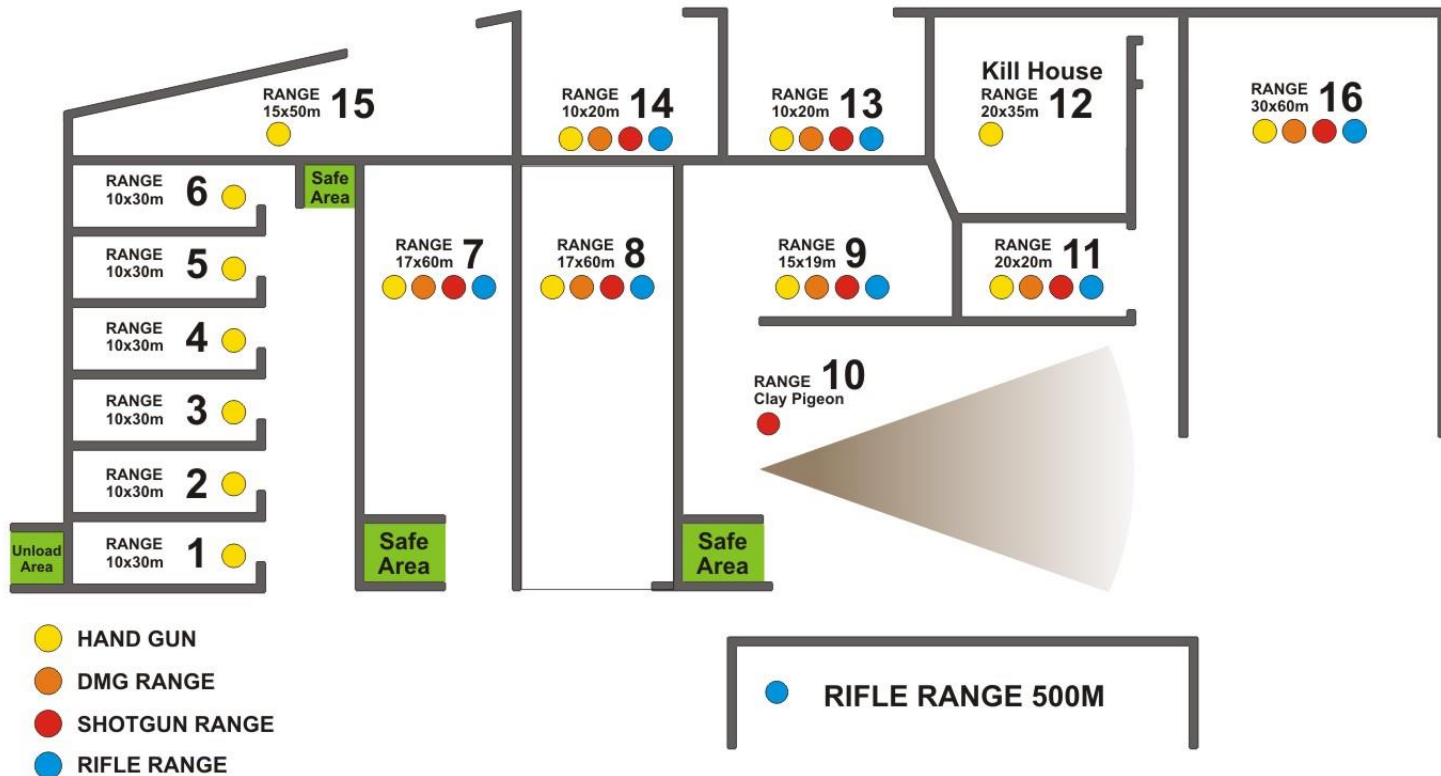 RANGE 15
15x50m
RANGE 14
10x20m
RANGE 13
10x20m
Kill House
RANGE 12
20x35m
RANGE 16
30x60m
RANGE 6
10x30m
Safe
Area
RANGE 5
10x30m
RANGE 4
10x30m
RANGE 3
10x30m
RANGE 2
10x30m
RANGE 1
10x30m
Unload
Area
RANGE 7
17x60m
RANGE 8
17x60m
RANGE 9
15x19m
RANGE 11
20x20m
RANGE 10
Clay Pigeon
Safe
Area
Safe
Area
HAND GUN
DMG RANGE
SHOTGUN RANGE
RIFLE RANGE
RIFLE RANGE 500M